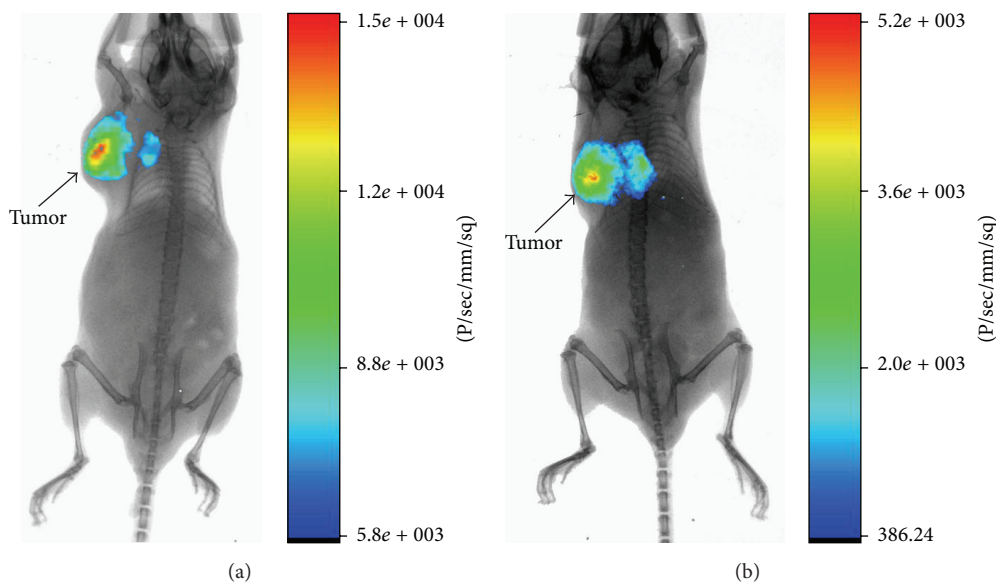 1.5e + 004
1.2e + 004
8.8e + 003
5.8e + 003
(P/sec/mm/sq)
Tumor
(a)
5.2e + 003
3.6e + 003
2.0e + 003
386.24
(P/sec/mm/sq)
Tumor
(b)